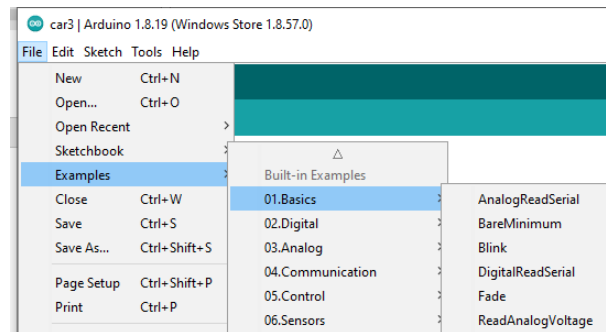 car3 | Arduino 1.8.19 (Windows Store 1.8.57.0)
File Edit Sketch Tools Help
New Ctrl+N
Open... Ctrl+O
Open Recent
Sketchbook
Examples
Close Ctrl+W
Save Ctrl+S
Save As... Ctrl+Shift+S
Page Setup Ctrl+Shift+P
Print Ctrl+P
Built-in Examples
01.Basics
02.Digital
03.Analog
04.Communication
05.Control
06.Sensors
AnalogReadSerial
BareMinimum
Blink
DigitalReadSerial
Fade
ReadAnalogVoltage